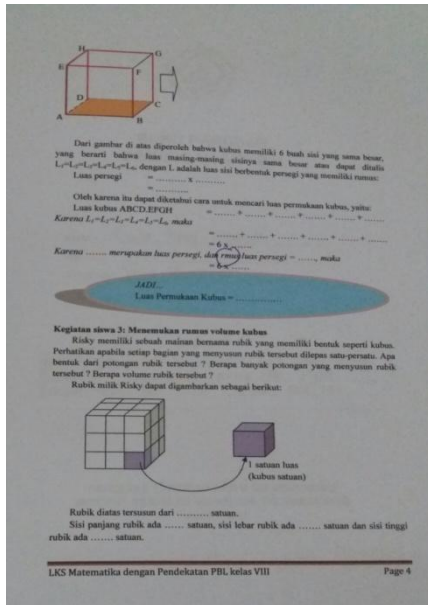 H
G
E
F
D
C
A
B
Dari gambar di atas diperoleh bahwa kubus memiliki 6 buah sisi yang sama besar,
yang berarti bahwa luas masing-masing sisinya sama besar atau dapat ditulis
L₁=L₂=L₃=L₄=L₅=L₆, dengan L adalah luas sisi berbentuk persegi yang memiliki rumus:
Luas persegi = .......... x ..........
= ...........
Oleh karena itu dapat diketahui cara untuk mencari luas permukaan kubus, yaitu:
Luas kubus ABCD.EFGH = ....... + ....... + ....... + ....... + ....... + .......
Karena L₁=L₂=L₃=L₄=L₅=L₆, maka
= ....... + ....... + ....... + ....... + ....... + .......
= 6 x .......
Karena ...... merupakan luas persegi, dan rmus luas persegi = ......, maka
= 6 x ......
JADI...
Luas Permukaan Kubus = ..............
Kegiatan siswa 3: Menemukan rumus volume kubus
Risky memiliki sebuah mainan bernama rubik yang memiliki bentuk seperti kubus.
Perhatikan apabila setiap bagian yang menyusun rubik tersebut dilepas satu-persatu. Apa
bentuk dari potongan rubik tersebut ? Berapa banyak potongan yang menyusun rubik
tersebut ? Berapa volume rubik tersebut ?
Rubik milik Risky dapat digambarkan sebagai berikut:
1 satuan luas
(kubus satuan)
Rubik diatas tersusun dari .......... satuan.
Sisi panjang rubik ada ...... satuan, sisi lebar rubik ada ....... satuan dan sisi tinggi
rubik ada ....... satuan.
LKS Matematika dengan Pendekatan PBL kelas VIII Page 4